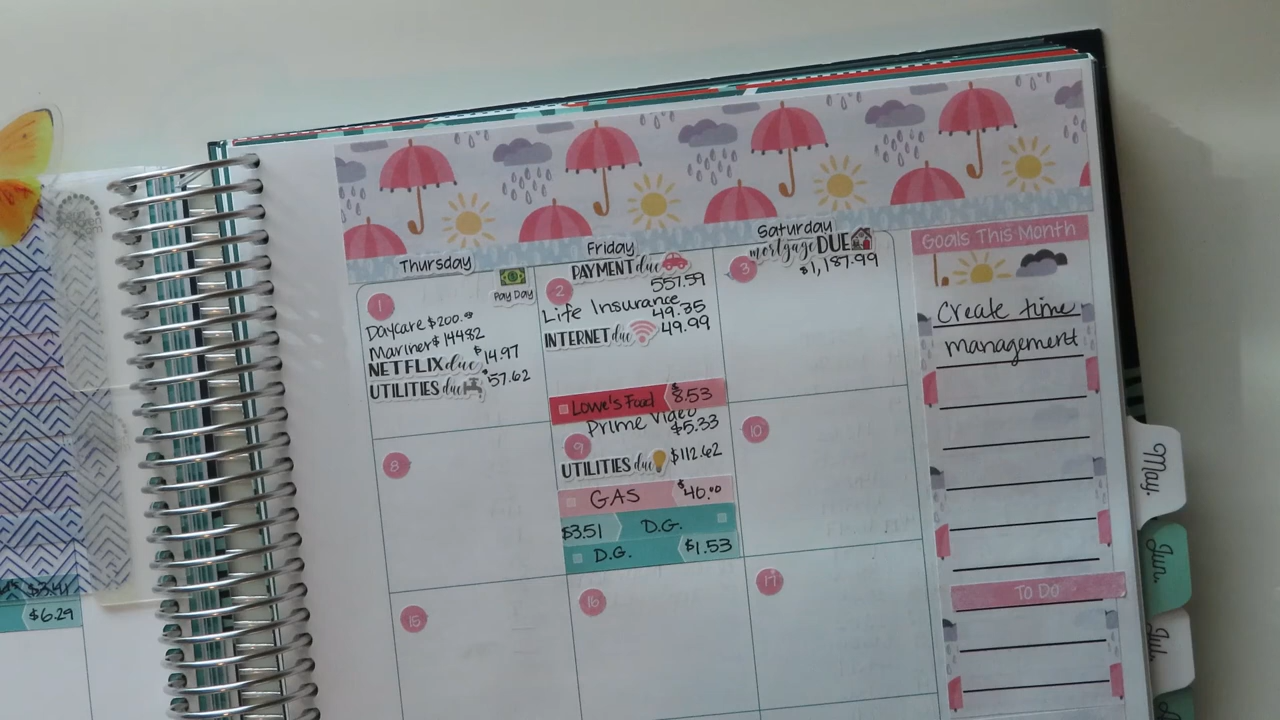 Thursday
Friday
Saturday
Goals This Month
1
Pay Day
Daycare $200.00
Mariner $144.82
NETFLIX due $14.97
UTILITIES due $57.62
2
PAYMENT due
557.59
Life Insurance
49.35
INTERNET due 49.99
Lowe's Food $8.53
3
mortgage DUE
$1,187.99
Create time
management
8
9
Prime Video
$5.33
UTILITIES due $112.62
GAS $40.00
$3.51 D.G.
D.G. $1.53
10
15
16
17
TO DO
May.
Jun.
Jul.
$3.41
$6.29